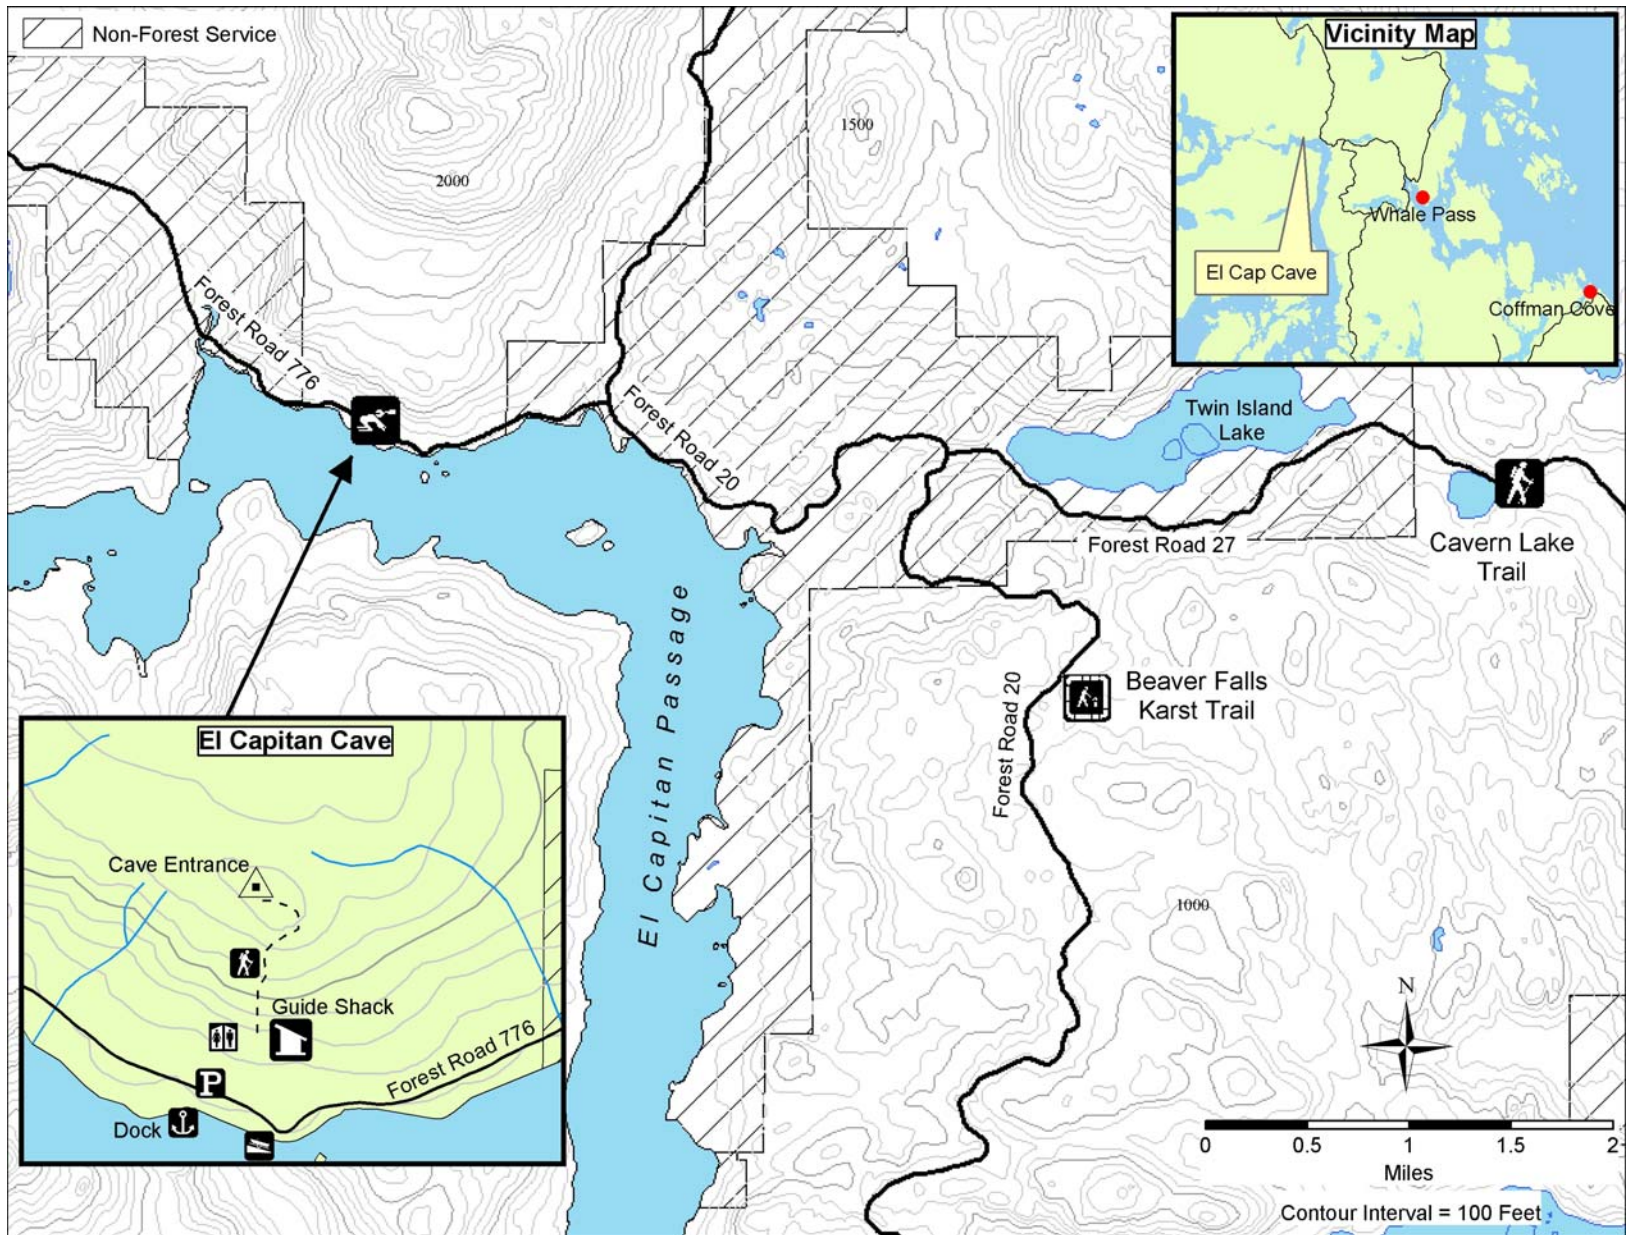 Non-Forest Service
Vicinity Map
Whale Pass
El Cap Cave
Coffman Cove
1500
2000
Forest Road 776
Forest Road 20
Twin Island
Lake
Forest Road 27
Cavern Lake
Trail
El Capitan Passage
Forest Road 20
Beaver Falls
Karst Trail
1000
El Capitan Cave
Cave Entrance
Guide Shack
Forest Road 776
P
Dock
N
0 0.5 1 1.5 2
Miles
Contour Interval = 100 Feet